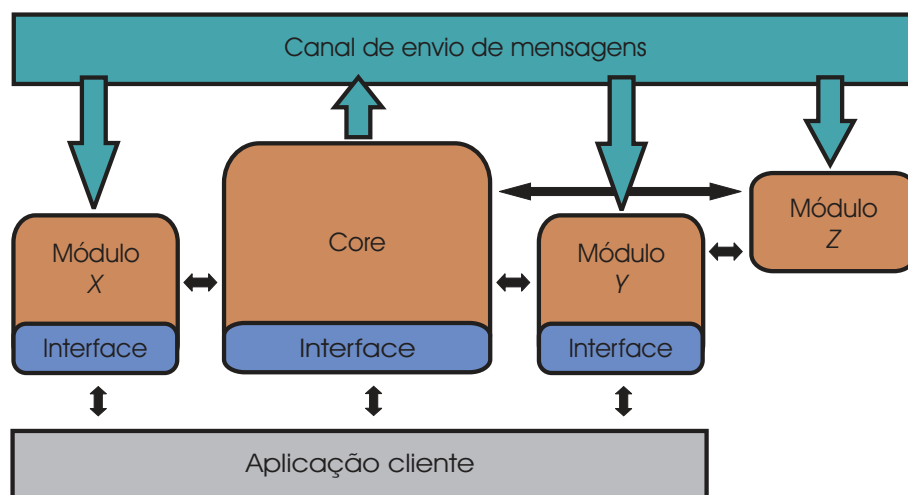 Canal de envio de mensagens
Módulo
Z
Core
Módulo
X
Módulo
Y
Interface
Interface
Interface
Aplicação cliente